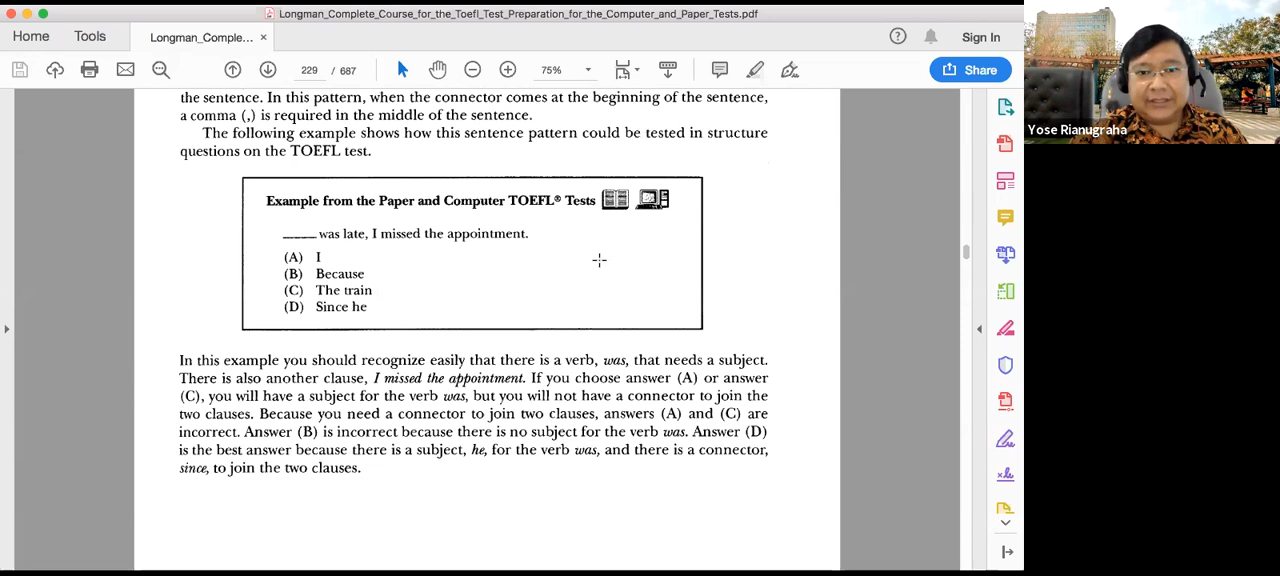 Longman_Complete_Course_for_the_Toefl_Test_Preparation_for_the_Computer_and_Paper_Tests.pdf
Home Tools Longman_Comple... × Sign In
229 / 687 75% Share
the sentence. In this pattern, when the connector comes at the beginning of the sentence,
a comma (,) is required in the middle of the sentence.
The following example shows how this sentence pattern could be tested in structure
questions on the TOEFL test.
Example from the Paper and Computer TOEFL® Tests
_____ was late, I missed the appointment.
(A) I
(B) Because
(C) The train
(D) Since he
In this example you should recognize easily that there is a verb, was, that needs a subject.
There is also another clause, I missed the appointment. If you choose answer (A) or answer
(C), you will have a subject for the verb was, but you will not have a connector to join the
two clauses. Because you need a connector to join two clauses, answers (A) and (C) are
incorrect. Answer (B) is incorrect because there is no subject for the verb was. Answer (D)
is the best answer because there is a subject, he, for the verb was, and there is a connector,
since, to join the two clauses.
Yose Rianugraha